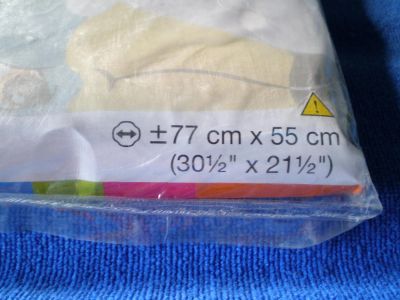 ±77 cm x 55 cm
(30½" x 21½")